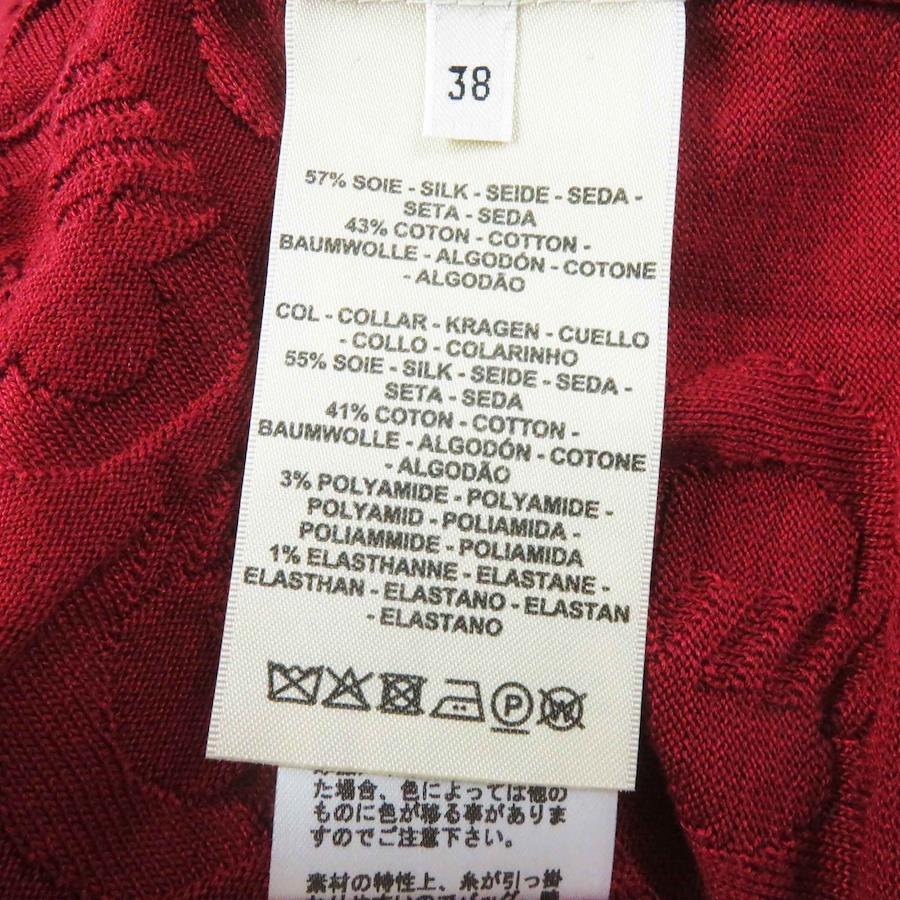 38
57% SOIE - SILK - SEIDE - SEDA -
SETA - SEDA
43% COTON - COTTON -
BAUMWOLLE - ALGODÓN - COTONE
- ALGODÃO
COL - COLLAR - KRAGEN - CUELLO
- COLLO - COLARINHO
55% SOIE - SILK - SEIDE - SEDA -
SETA - SEDA
41% COTON - COTTON -
BAUMWOLLE - ALGODÓN - COTONE
- ALGODÃO
3% POLYAMIDE - POLYAMIDE -
POLYAMID - POLIAMIDA -
POLIAMMIDE - POLIAMIDA
1% ELASTHANNE - ELASTANE -
ELASTHAN - ELASTANO - ELASTAN
- ELASTANO
P W
た場合、色によっては他の
ものに色が移る事がありま
すのでご注意下さい。
素材の特性上、糸が引っ掛